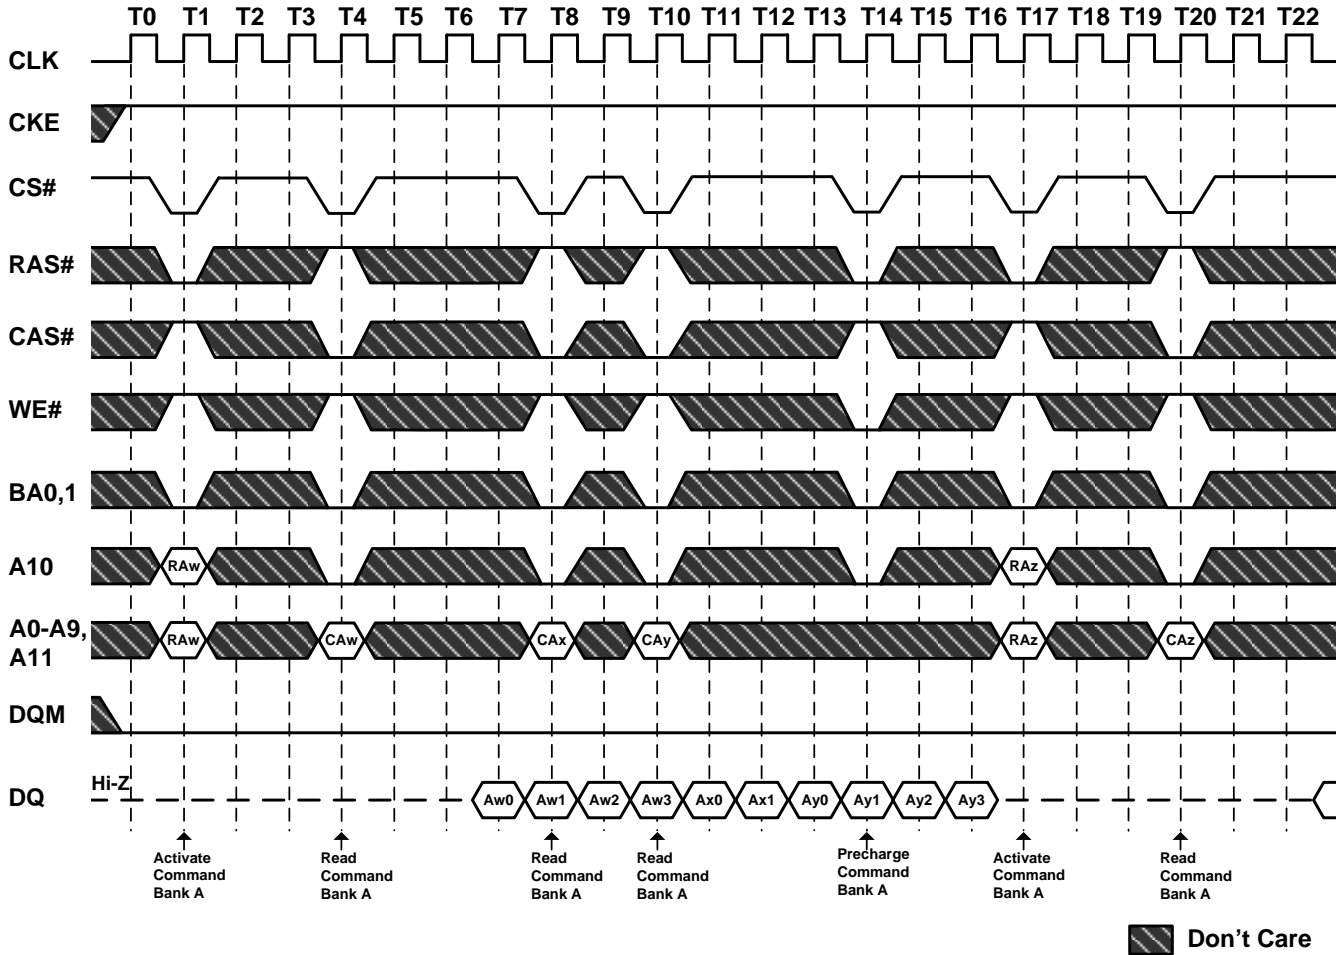 T0 T1 T2 T3 T4 T5 T6 T7 T8 T9 T10 T11 T12 T13 T14 T15 T16 T17 T18 T19 T20 T21 T22
CLK
CKE
CS#
RAS#
CAS#
WE#
BA0,1
A10 RAw RAz
A0-A9,
A11
RAw CAw CAx CAy RAz CAz
DQM
Hi-Z
DQ Aw0 Aw1 Aw2 Aw3 Ax0 Ax1 Ay0 Ay1 Ay2 Ay3
Activate
Command
Bank A
Read
Command
Bank A
Read
Command
Bank A
Read
Command
Bank A
Precharge
Command
Bank A
Activate
Command
Bank A
Read
Command
Bank A
Don't Care